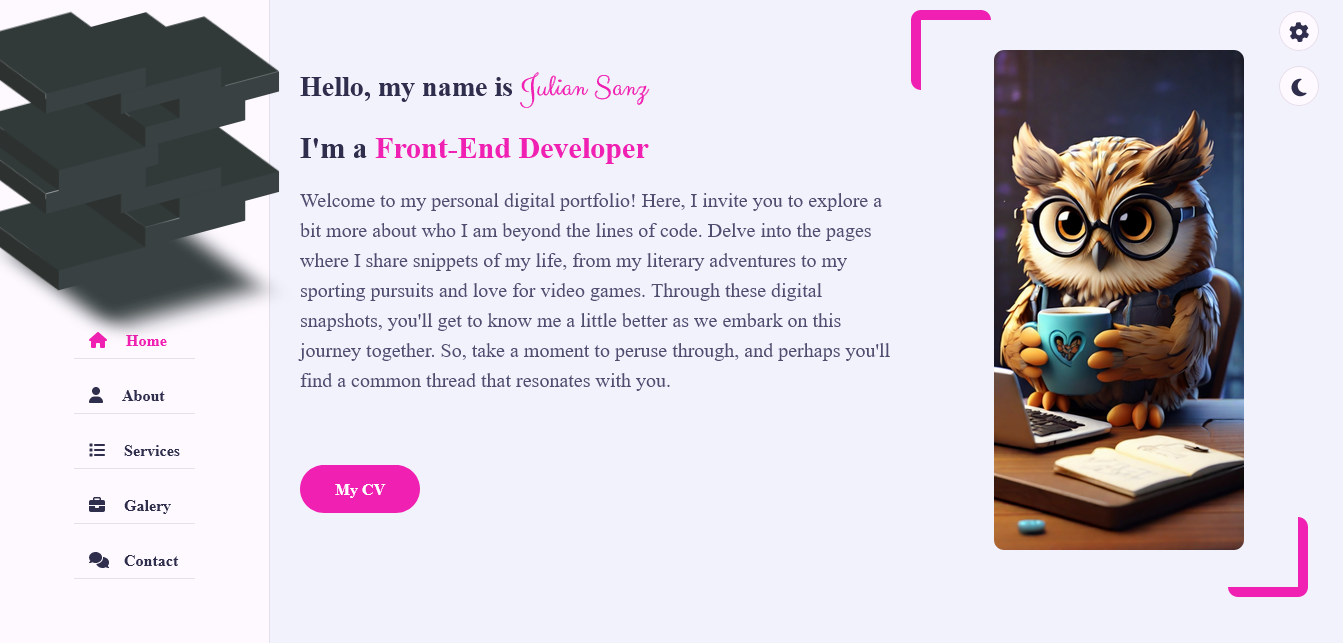 Hello, my name is Julian Sanz
I'm a Front-End Developer
Welcome to my personal digital portfolio! Here, I invite you to explore a
bit more about who I am beyond the lines of code. Delve into the pages
where I share snippets of my life, from my literary adventures to my
sporting pursuits and love for video games. Through these digital
snapshots, you'll get to know me a little better as we embark on this
journey together. So, take a moment to peruse through, and perhaps you'll
find a common thread that resonates with you.
My CV
Home
About
Services
Galery
Contact